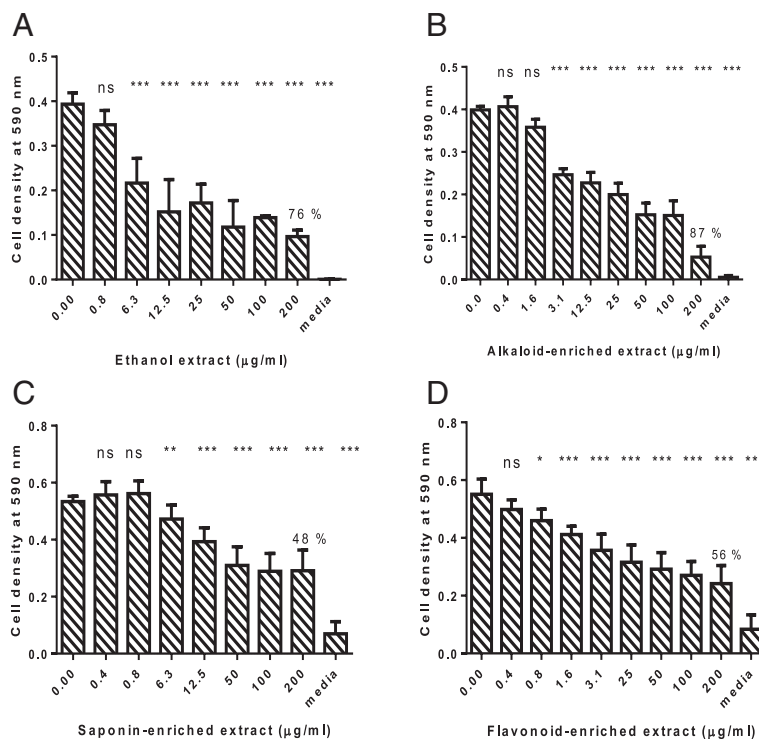 A
Cell density at 590 nm
0.5
0.4
0.3
0.2
0.1
0.0
ns *** *** *** *** *** *** ***
76 %
0.00 0.8 6.3 12.5 25 50 100 200 media
Ethanol extract (μg/ml)
B
Cell density at 590 nm
0.5
0.4
0.3
0.2
0.1
0.0
ns ns *** *** *** *** *** *** ***
87 %
0.0 0.4 1.6 3.1 12.5 25 50 100 200 media
Alkaloid-enriched extract (μg/ml)
C
Cell density at 590 nm
0.8
0.6
0.4
0.2
0.0
ns ns ** *** *** *** *** ***
48 %
0.00 0.4 0.8 6.3 12.5 50 100 200 media
Saponin-enriched extract (μg/ml)
D
Cell density at 590 nm
0.8
0.6
0.4
0.2
0.0
ns * *** *** *** *** *** *** **
56 %
0.00 0.4 0.8 1.6 3.1 25 50 100 200 media
Flavonoid-enriched extract (μg/ml)